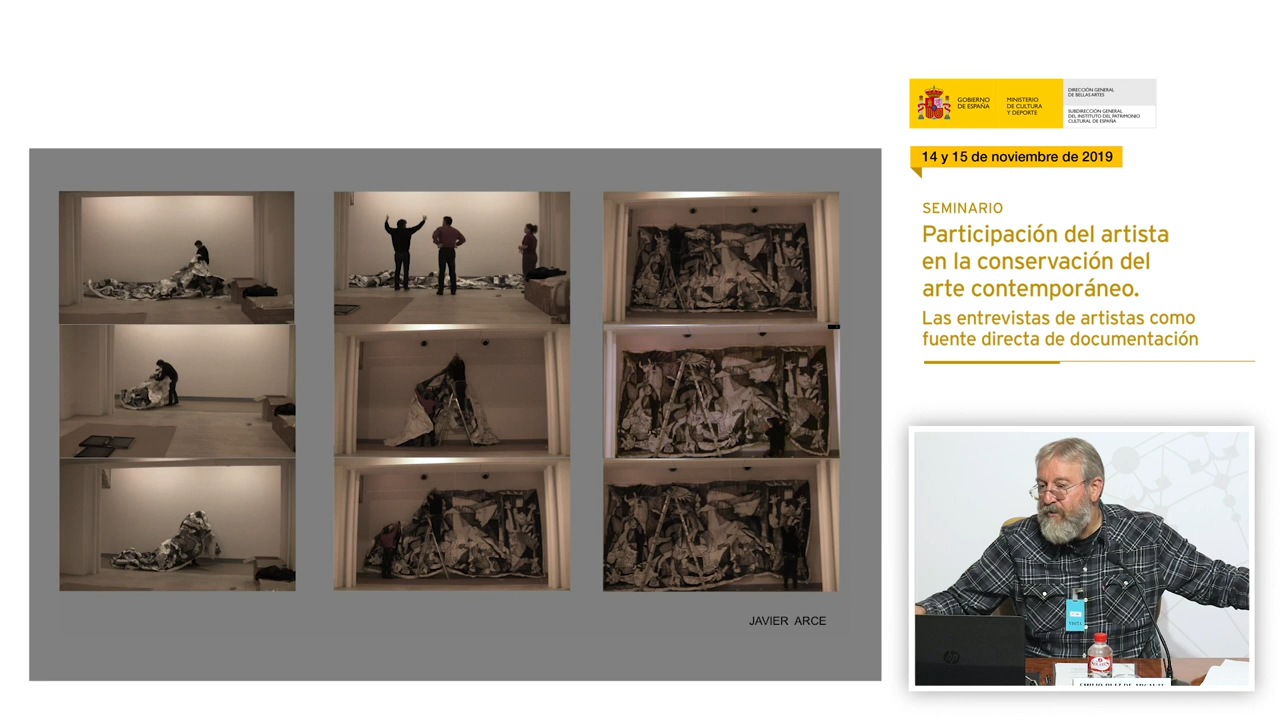 GOBIERNO
DE ESPAÑA
MINISTERIO
DE CULTURA
Y DEPORTE
DIRECCIÓN GENERAL
DE BELLAS ARTES
SUBDIRECCIÓN GENERAL
DEL INSTITUTO DEL PATRIMONIO
CULTURAL DE ESPAÑA
14 y 15 de noviembre de 2019
SEMINARIO
Participación del artista
en la conservación del
arte contemporáneo.
Las entrevistas de artistas como
fuente directa de documentación
JAVIER ARCE
VISITA
hp